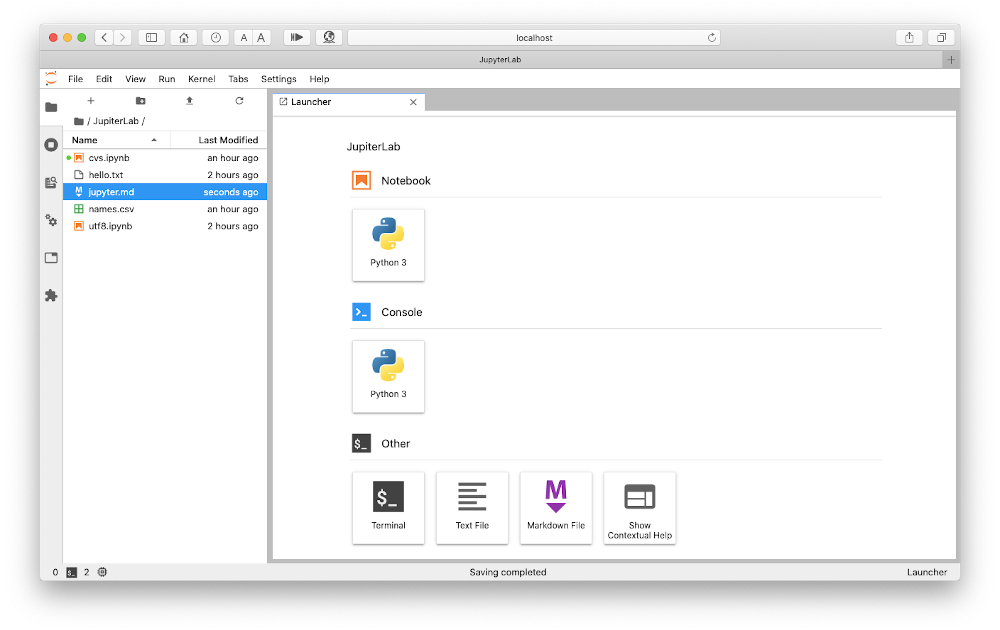 A A
localhost
JupyterLab
File Edit View Run Kernel Tabs Settings Help
Launcher
/ JupiterLab /
Name Last Modified
cvs.ipynb an hour ago
hello.txt 2 hours ago
jupyter.md seconds ago
names.csv an hour ago
utf8.ipynb 2 hours ago
JupiterLab
Notebook
Python 3
Console
Python 3
$_ Other
$_
M
Terminal
Text File
Markdown File
Show
Contextual Help
0 $_ 2
Saving completed
Launcher